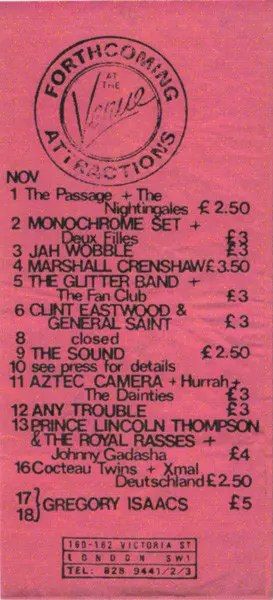 FORTHCOMING
AT THE
Venue
ATTRACTIONS
NOV
1 The Passage + The
Nightingales £2.50
2 MONOCHROME SET +
Deux Filles £3
3 JAH WOBBLE £3
4 MARSHALL CRENSHAW £3.50
5 THE GLITTER BAND +
The Fan Club £3
6 CLINT EASTWOOD &
GENERAL SAINT £3
8 closed
9 THE SOUND £2.50
10 see press for details
11 AZTEC CAMERA + Hurrah +
The Dainties £3
12 ANY TROUBLE £3
13 PRINCE LINCOLN THOMPSON
& THE ROYAL RASSES +
Johnny Gadasha £4
16 Cocteau Twins + Xmal
Deutschland £2.50
17
18} GREGORY ISAACS £5
160-162 VICTORIA ST
LONDON SW1
TEL: 828 9441/2/3